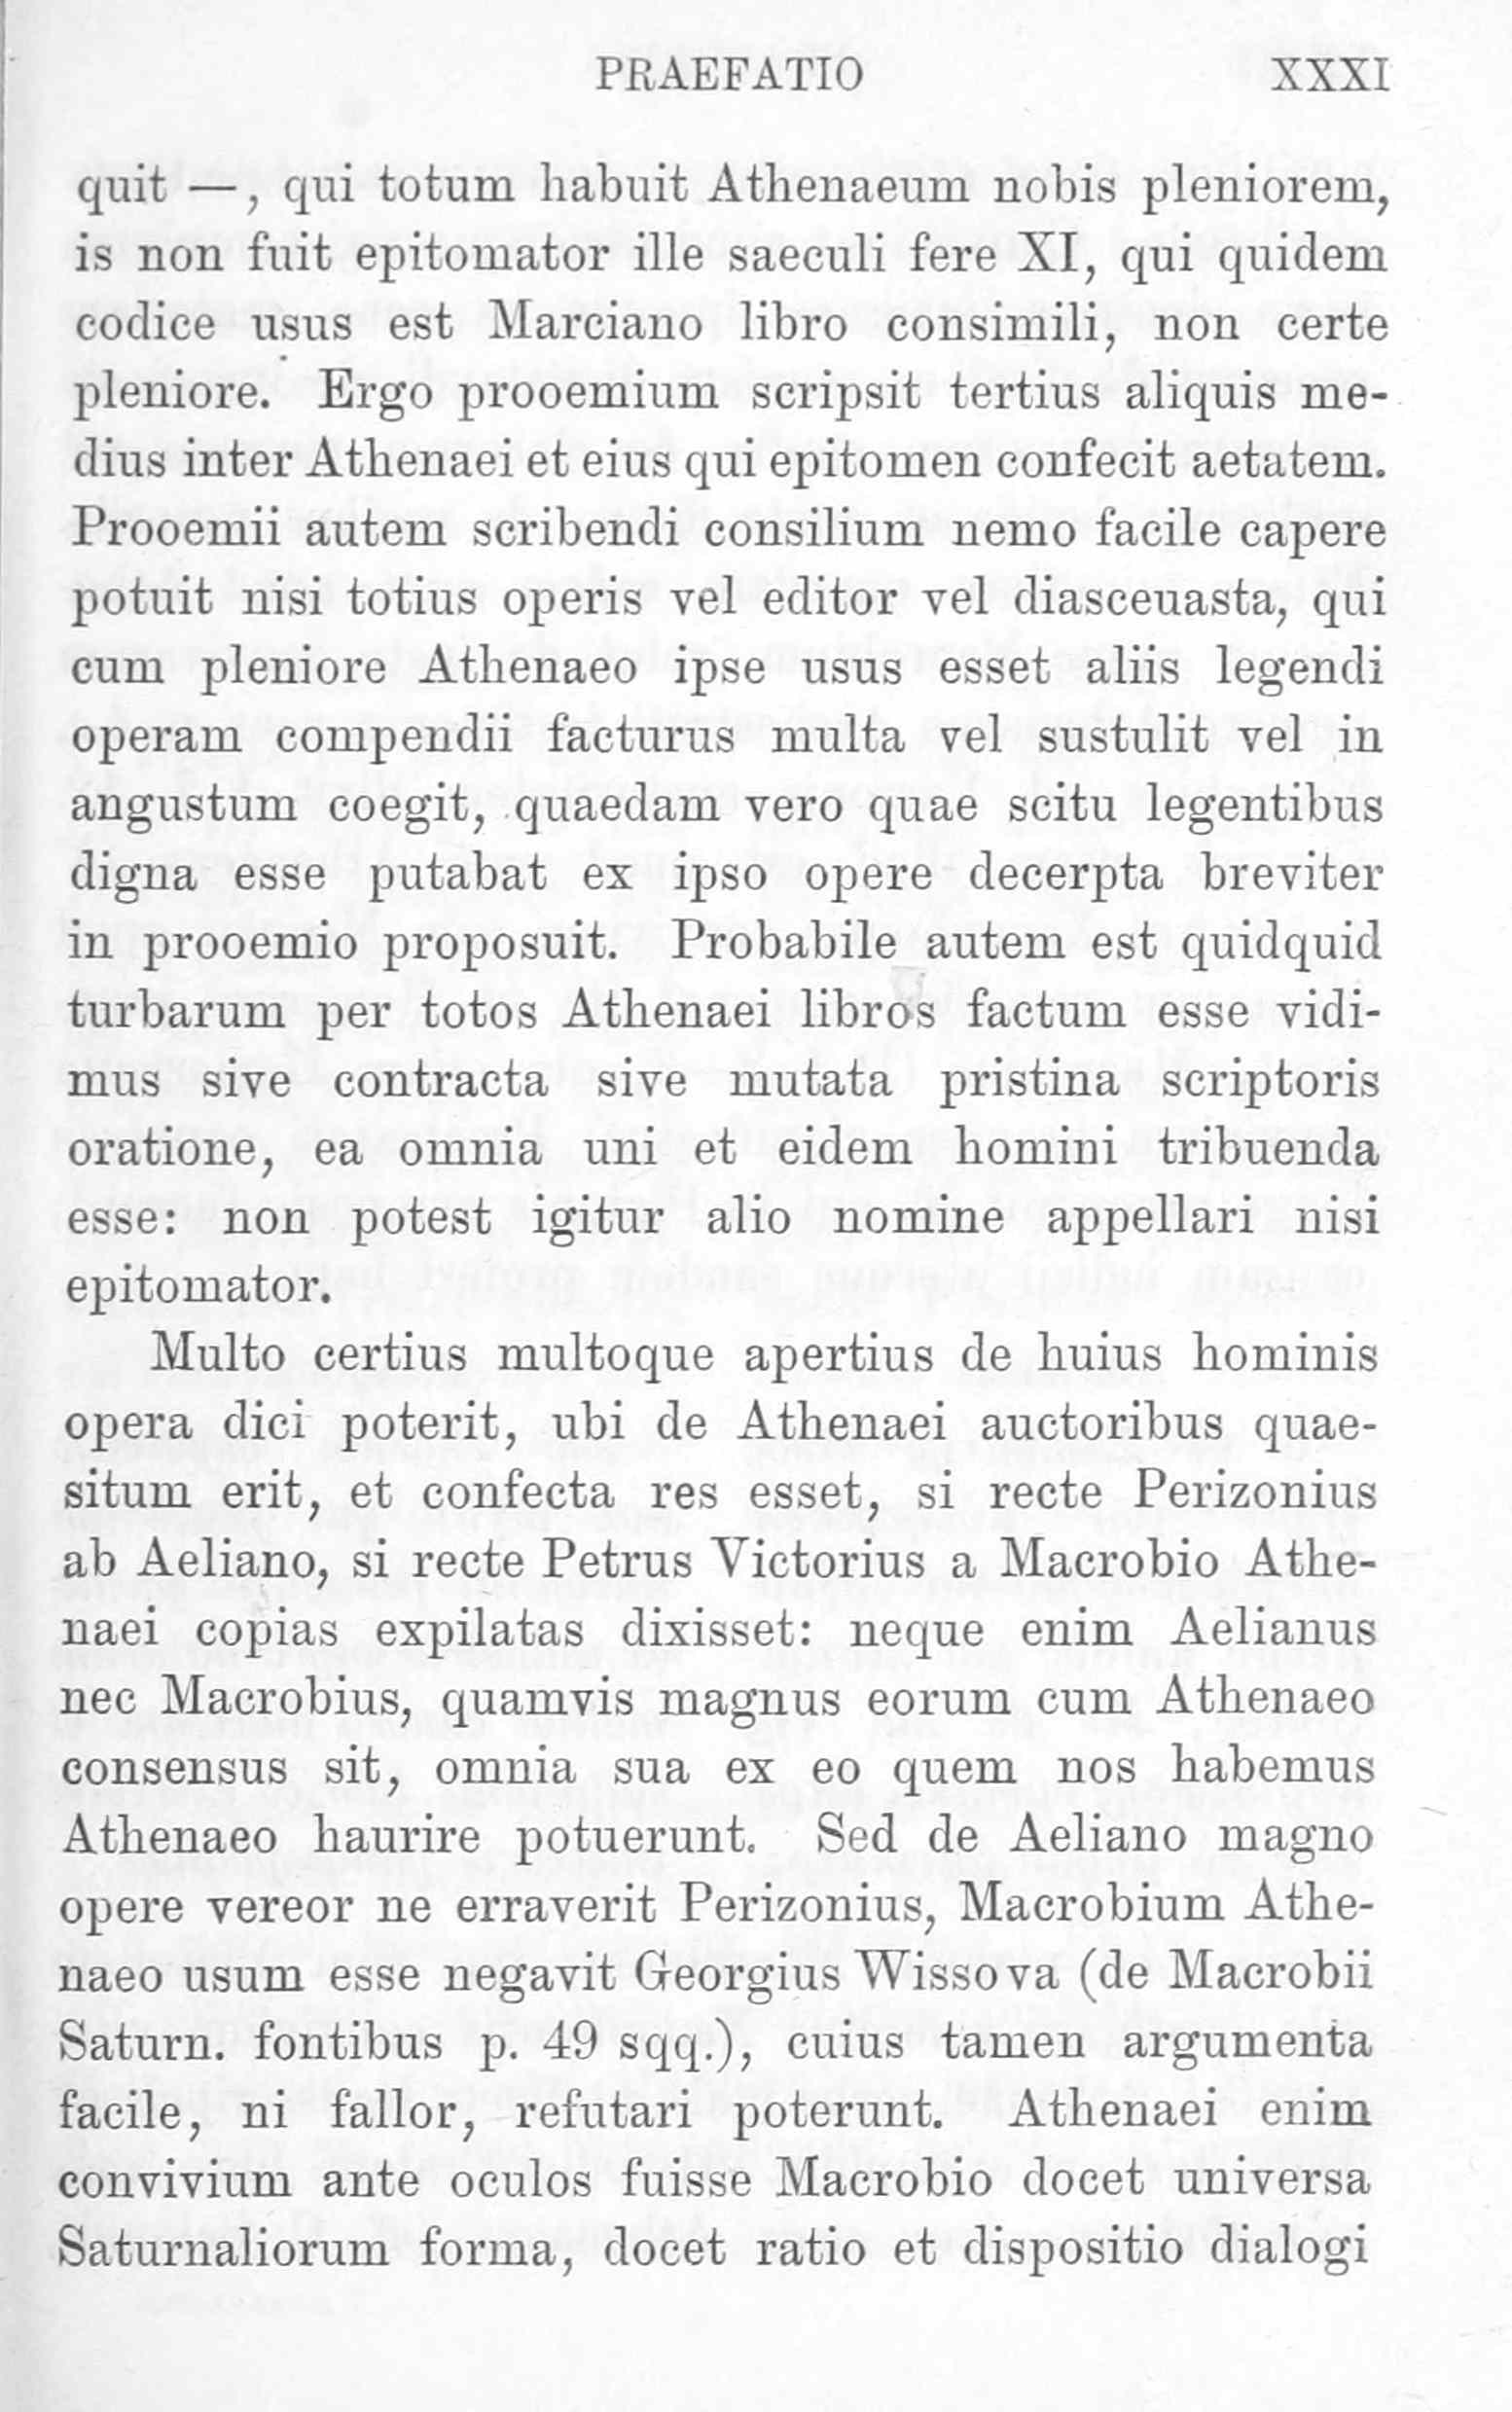 PRAEFATIO XXXI
quit —, qui totum habuit Athenaeum nobis pleniorem,
is non fuit epitomator ille saeculi fere XI, qui quidem
codice usus est Marciano libro consimili, non certe
pleniore. Ergo prooemium scripsit tertius aliquis me-
dius inter Athenaei et eius qui epitomen confecit aetatem.
Prooemii autem scribendi consilium nemo facile capere
potuit nisi totius operis vel editor vel diasceuasta, qui
cum pleniore Athenaeo ipse usus esset aliis legendi
operam compendii facturus multa vel sustulit vel in
angustum coegit, quaedam vero quae scitu legentibus
digna esse putabat ex ipso opere decerpta breviter
in prooemio proposuit. Probabile autem est quidquid
turbarum per totos Athenaei libros factum esse vidi-
mus sive contracta sive mutata pristina scriptoris
oratione, ea omnia uni et eidem homini tribuenda
esse: non potest igitur alio nomine appellari nisi
epitomator.
Multo certius multoque apertius de huius hominis
opera dici poterit, ubi de Athenaei auctoribus quae-
situm erit, et confecta res esset, si recte Perizonius
ab Aeliano, si recte Petrus Victorius a Macrobio Athe-
naei copias expilatas dixisset: neque enim Aelianus
nec Macrobius, quamvis magnus eorum cum Athenaeo
consensus sit, omnia sua ex eo quem nos habemus
Athenaeo haurire potuerunt. Sed de Aeliano magno
opere vereor ne erraverit Perizonius, Macrobium Athe-
naeo usum esse negavit Georgius Wissova (de Macrobii
Saturn. fontibus p. 49 sqq.), cuius tamen argumenta
facile, ni fallor, refutari poterunt. Athenaei enim
convivium ante oculos fuisse Macrobio docet universa
Saturnaliorum forma, docet ratio et dispositio dialogi